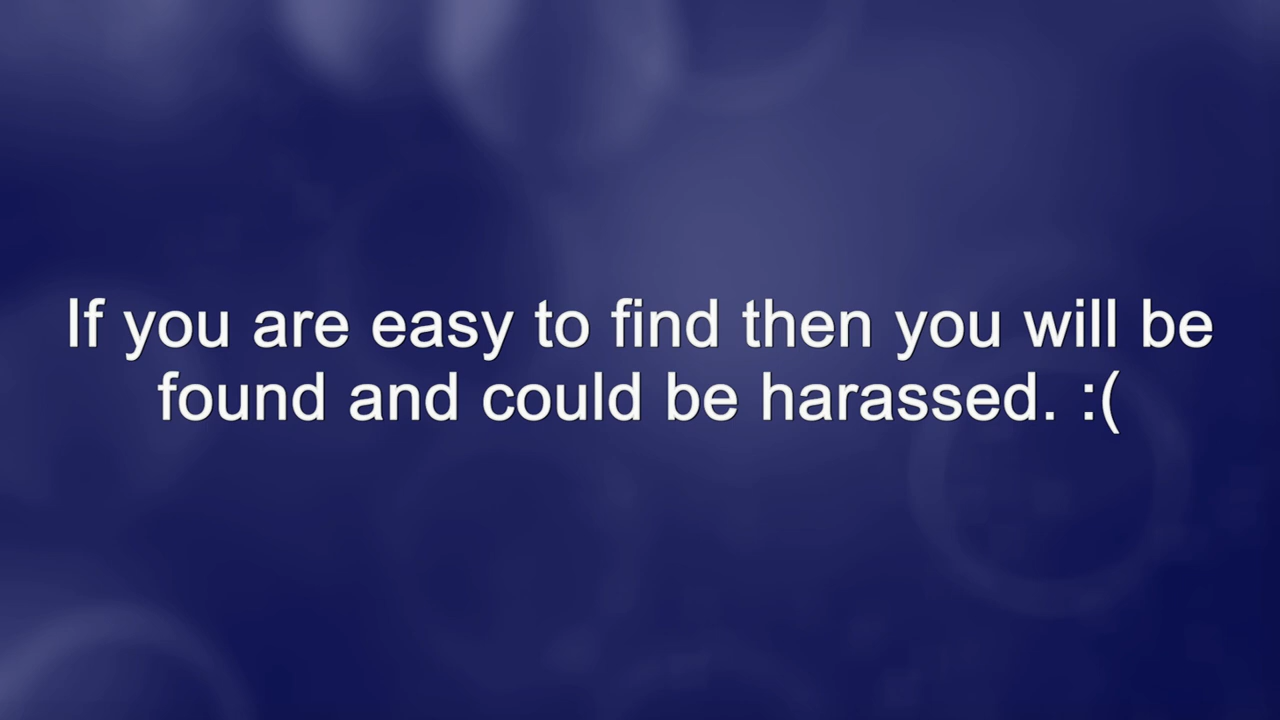 If you are easy to find then you will be
found and could be harassed. :(